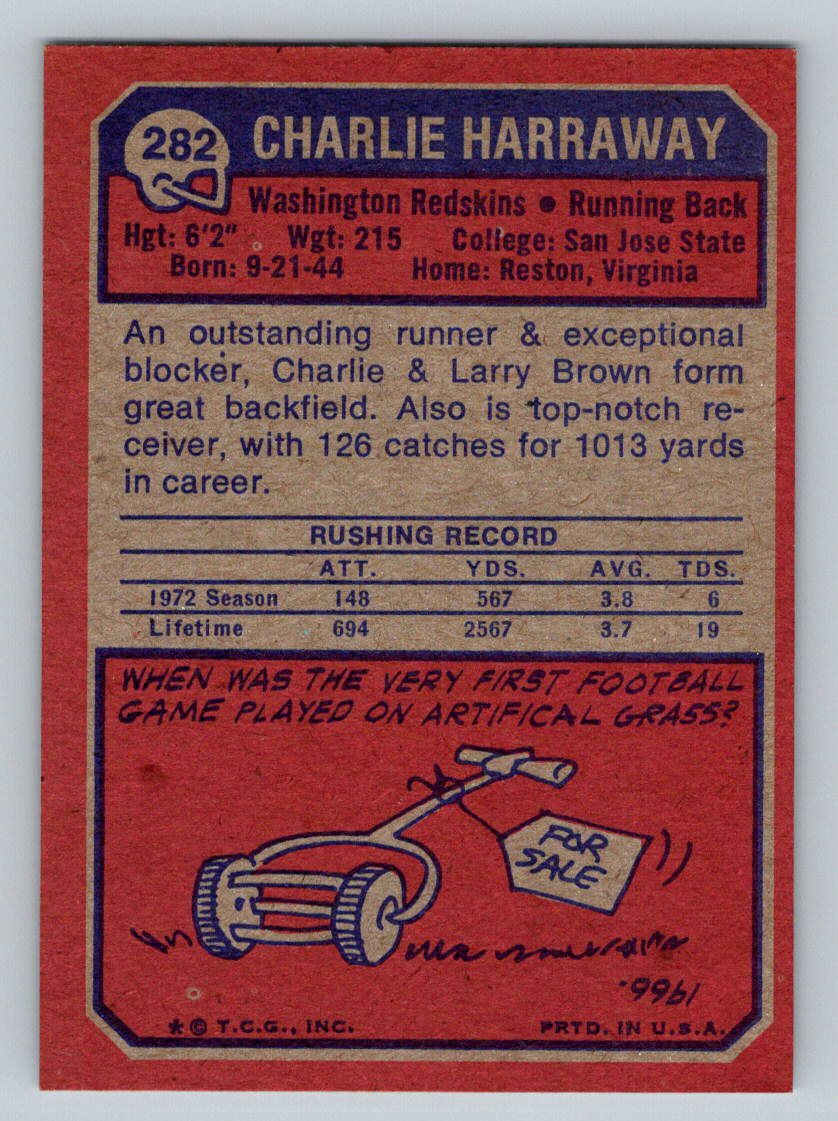 282 CHARLIE HARRAWAY
Washington Redskins • Running Back
Hgt: 6'2" Wgt: 215 College: San Jose State
Born: 9-21-44 Home: Reston, Virginia
An outstanding runner & exceptional
blocker, Charlie & Larry Brown form
great backfield. Also is top-notch re-
ceiver, with 126 catches for 1013 yards
in career.
RUSHING RECORD
ATT. YDS. AVG. TDS.
1972 Season 148 567 3.8 6
Lifetime 694 2567 3.7 19
WHEN WAS THE VERY FIRST FOOTBALL
GAME PLAYED ON ARTIFICAL GRASS?
FOR
SALE
1966.
* © T.C.G., INC. PRTD. IN U.S.A.